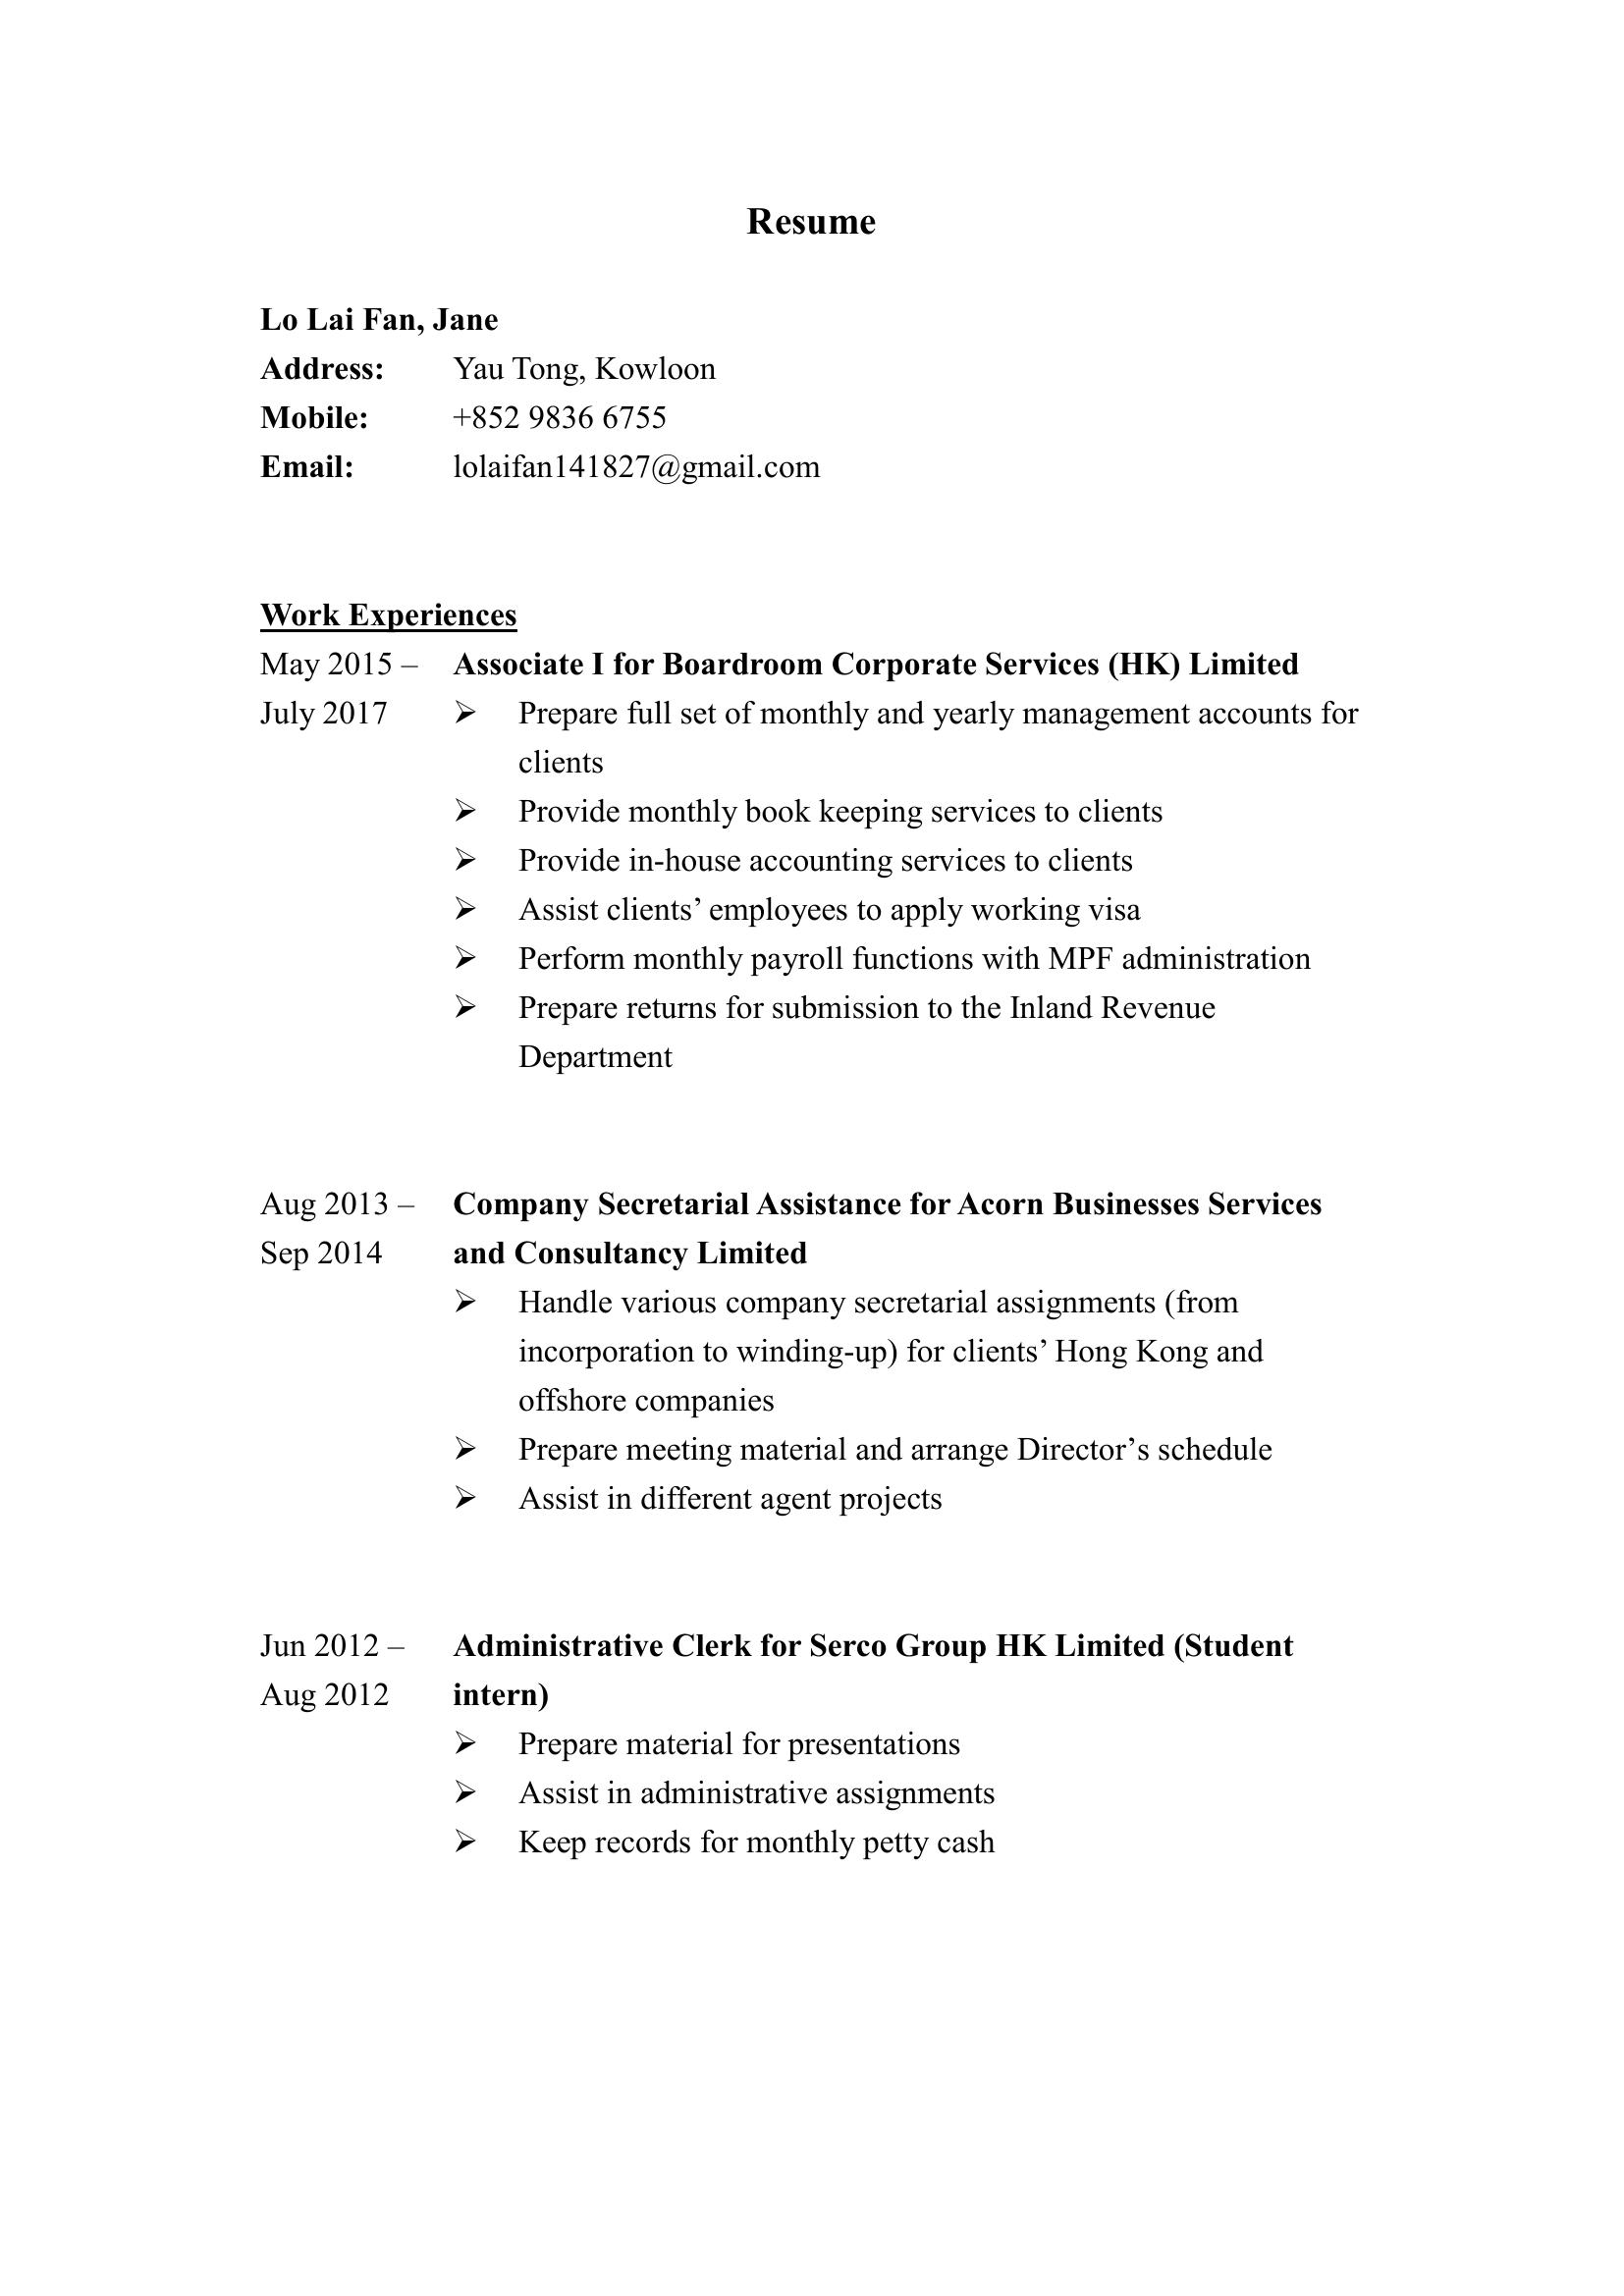 Resume
Lo Lai Fan, Jane
Address: Yau Tong, Kowloon
Mobile: +852 9836 6755
Email: lolaifan141827@gmail.com
Work Experiences
May 2015 – Associate I for Boardroom Corporate Services (HK) Limited
July 2017 ➢ Prepare full set of monthly and yearly management accounts for
clients
➢ Provide monthly book keeping services to clients
➢ Provide in-house accounting services to clients
➢ Assist clients’ employees to apply working visa
➢ Perform monthly payroll functions with MPF administration
➢ Prepare returns for submission to the Inland Revenue
Department
Aug 2013 – Company Secretarial Assistance for Acorn Businesses Services
Sep 2014 and Consultancy Limited
➢ Handle various company secretarial assignments (from
incorporation to winding-up) for clients’ Hong Kong and
offshore companies
➢ Prepare meeting material and arrange Director’s schedule
➢ Assist in different agent projects
Jun 2012 – Administrative Clerk for Serco Group HK Limited (Student
Aug 2012 intern)
➢ Prepare material for presentations
➢ Assist in administrative assignments
➢ Keep records for monthly petty cash